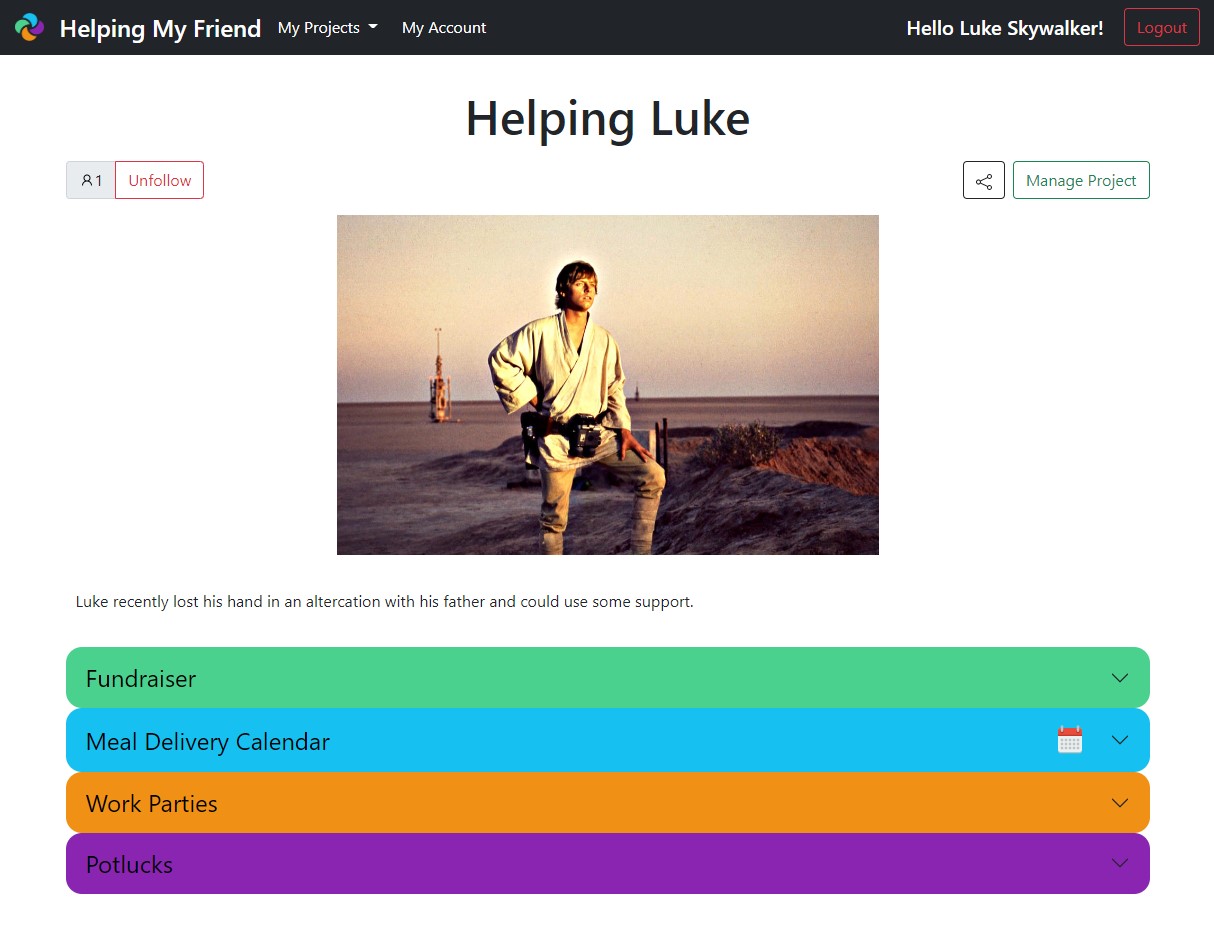 Helping My Friend My Projects My Account Hello Luke Skywalker! Logout
Helping Luke
1 Unfollow Manage Project
Luke recently lost his hand in an altercation with his father and could use some support.
Fundraiser
Meal Delivery Calendar
Work Parties
Potlucks